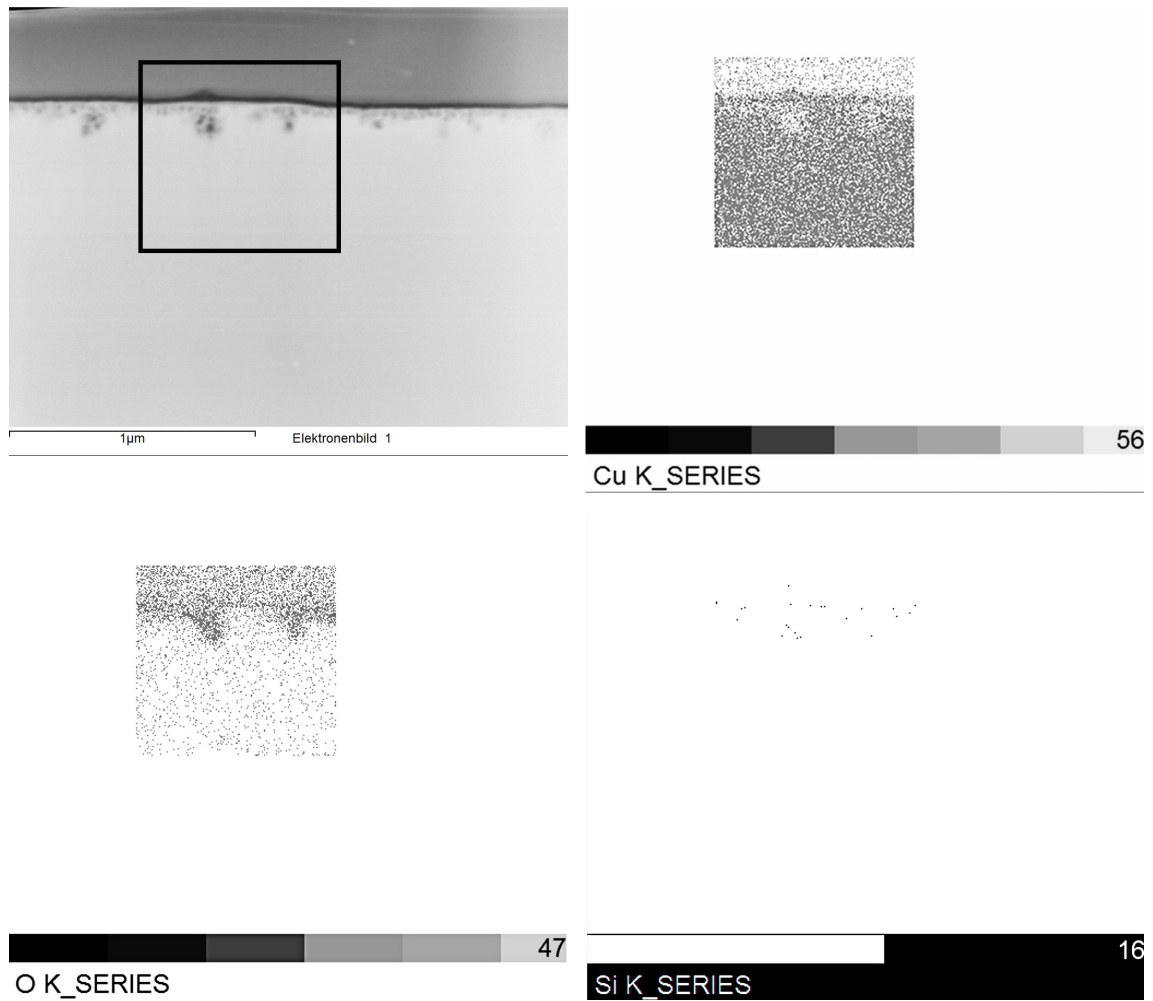 1µm
Elektronenbild 1
56
Cu K_SERIES
47
O K_SERIES
16
Si K_SERIES